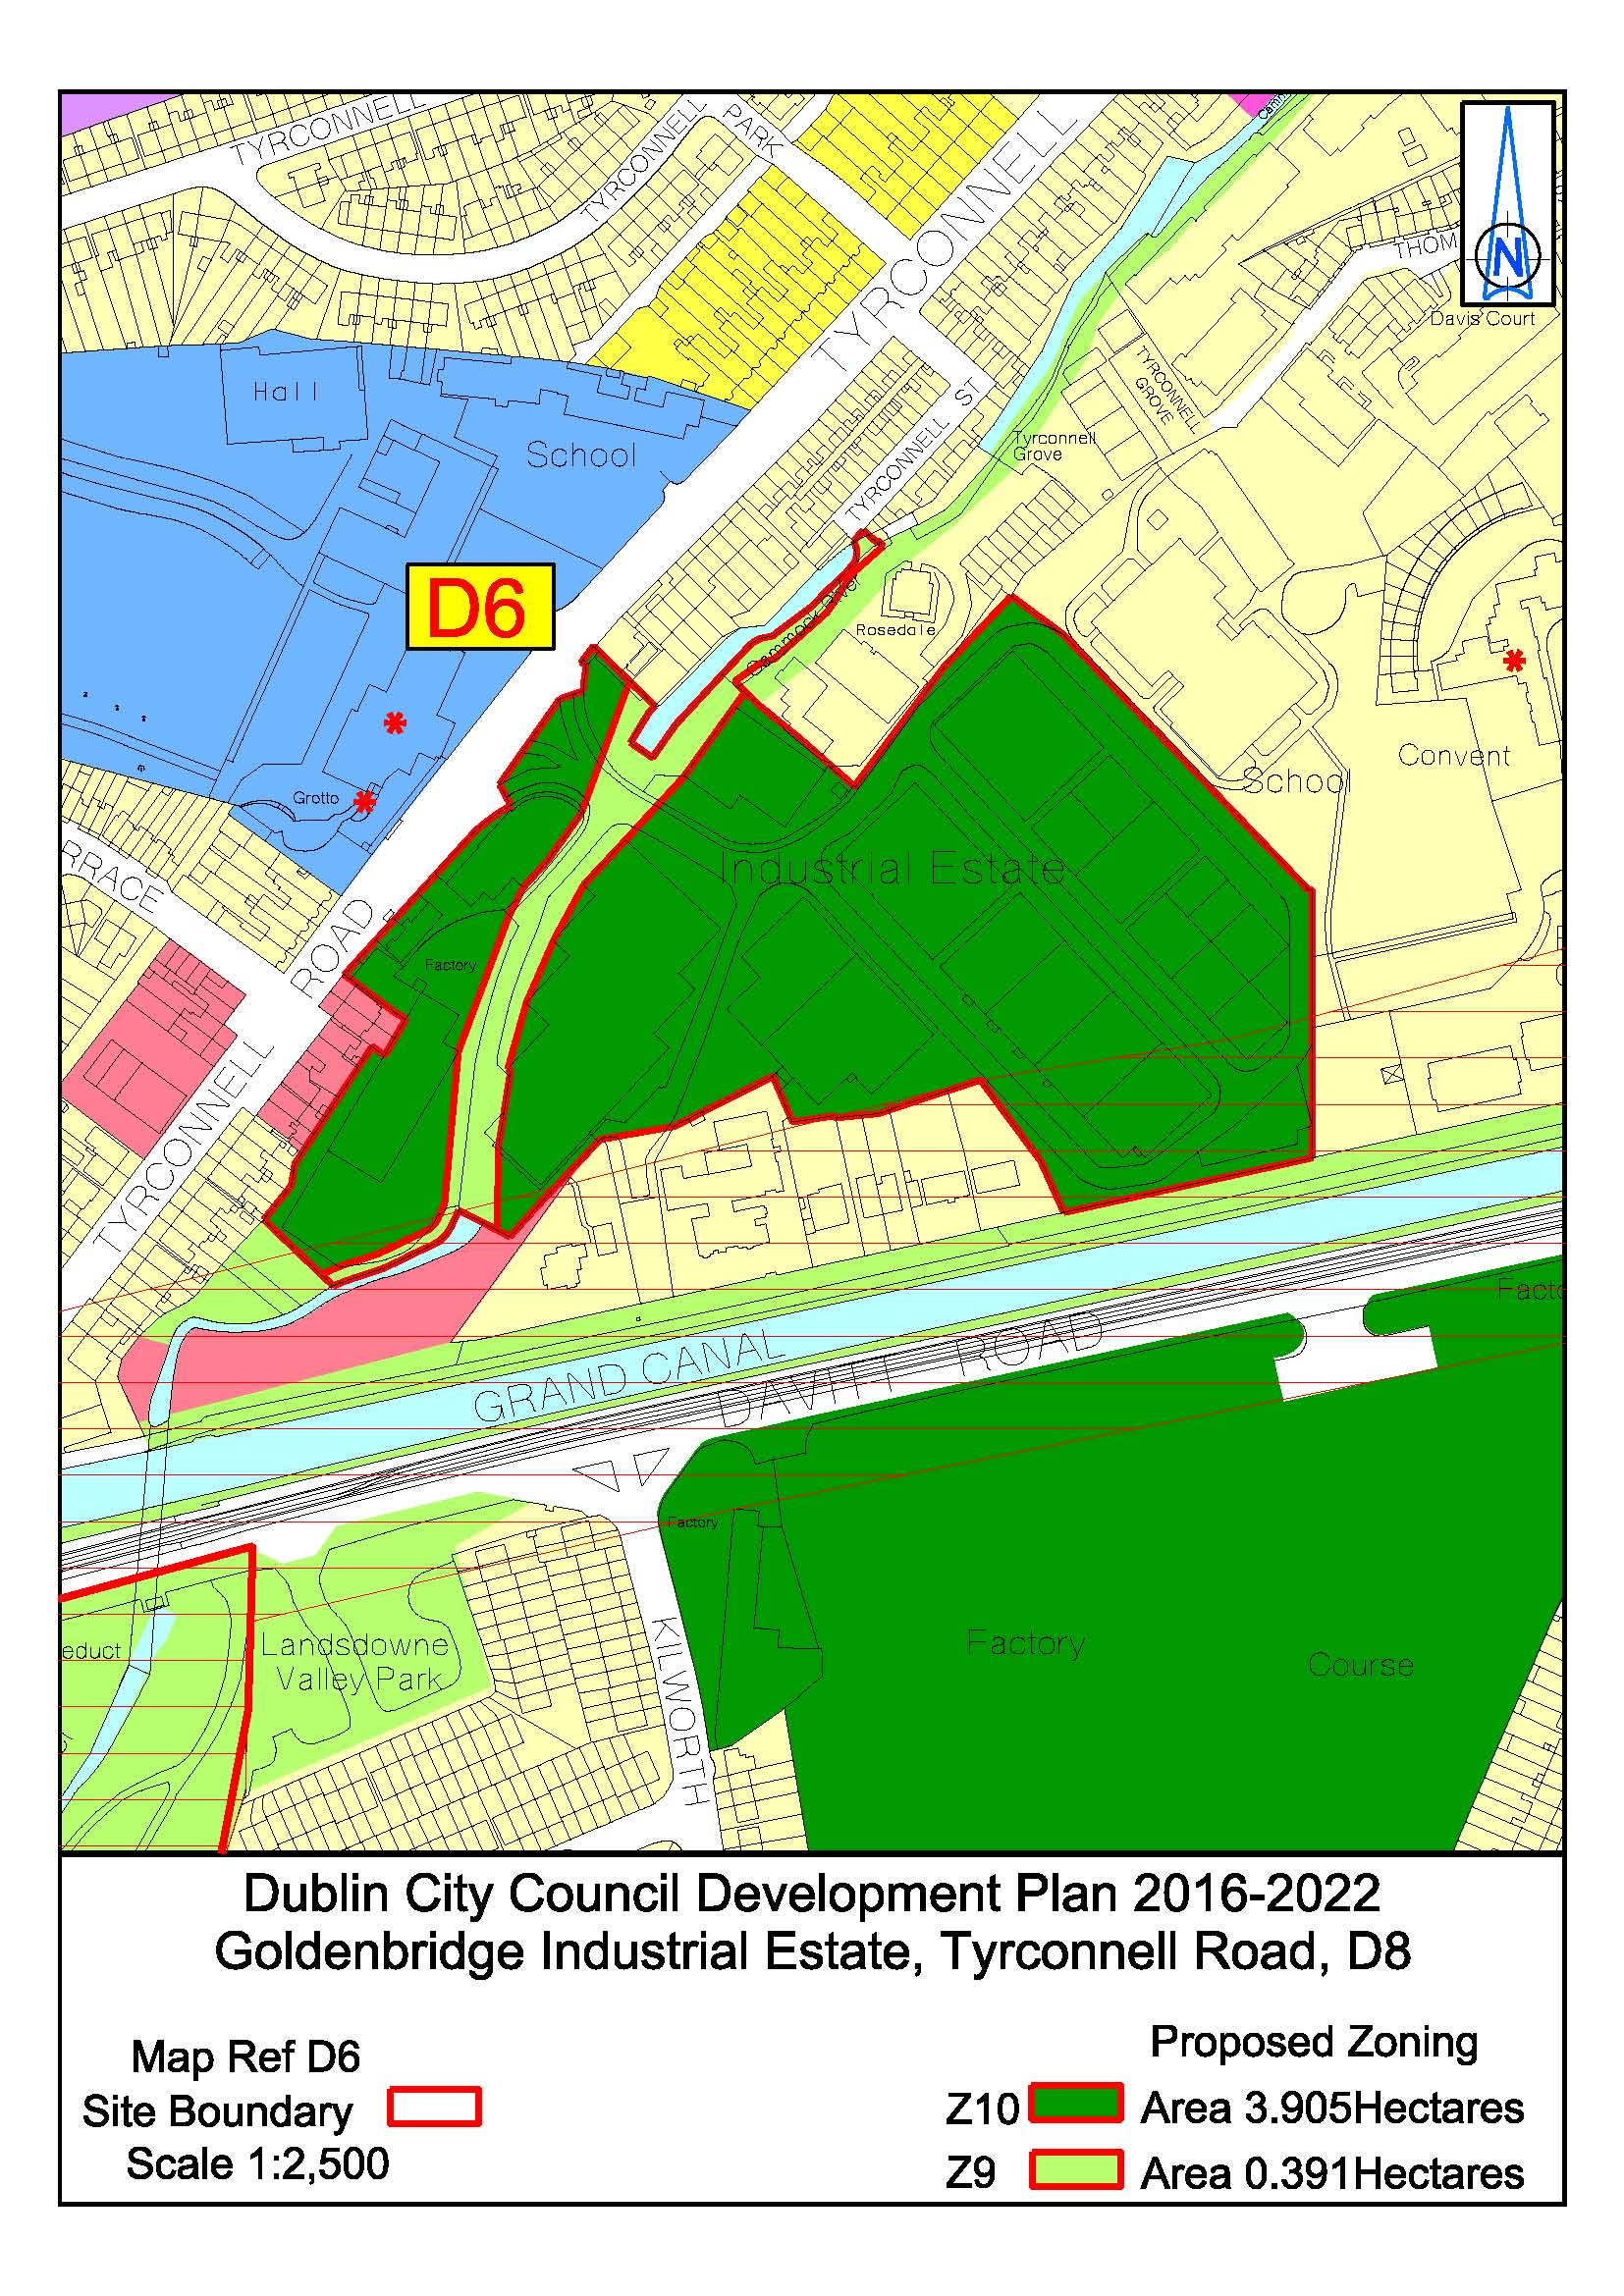 TYRCONNELL
TYRCONNELL
PARK
TYRCONNELL
N
THOM
Davis Court
TYRCONNELL
GROVE
Hall
School
TYRCONNELL ST
Tyrconnell
Grove
D6
Cammock River
Rosedale
Grotto
School
Convent
RRACE
ROAD
Industrial Estate
Factory
TYRCONNELL
GRAND CANAL
DAVITT ROAD
Facto
Factory
KILWORTH
educt
Landsdowne
Valley Park
Factory
Course
Dublin City Council Development Plan 2016-2022
Goldenbridge Industrial Estate, Tyrconnell Road, D8
Map Ref D6
Site Boundary
Scale 1:2,500
Proposed Zoning
Z10 Area 3.905Hectares
Z9 Area 0.391Hectares